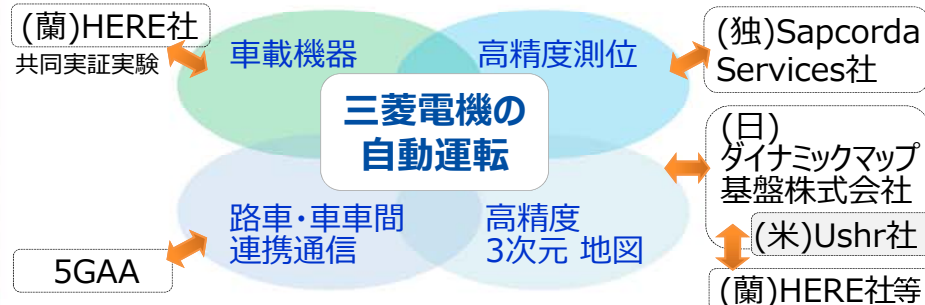 (蘭)HERE社
共同実証実験
車載機器
高精度測位
(独)Sapcorda
Services社
三菱電機の
自動運転
(日)
ダイナミックマップ
基盤株式会社
路車・車車間
連携通信
高精度
3次元 地図
(米)Ushr社
5GAA
(蘭)HERE社等